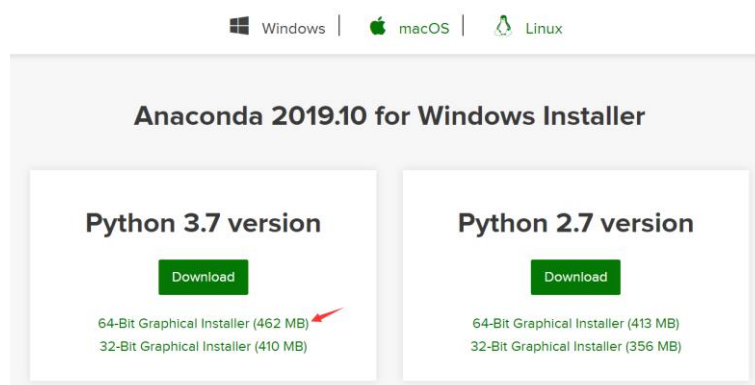 Windows | macOS | Linux
Anaconda 2019.10 for Windows Installer
Python 3.7 version
Download
64-Bit Graphical Installer (462 MB)
32-Bit Graphical Installer (410 MB)
Python 2.7 version
Download
64-Bit Graphical Installer (413 MB)
32-Bit Graphical Installer (356 MB)